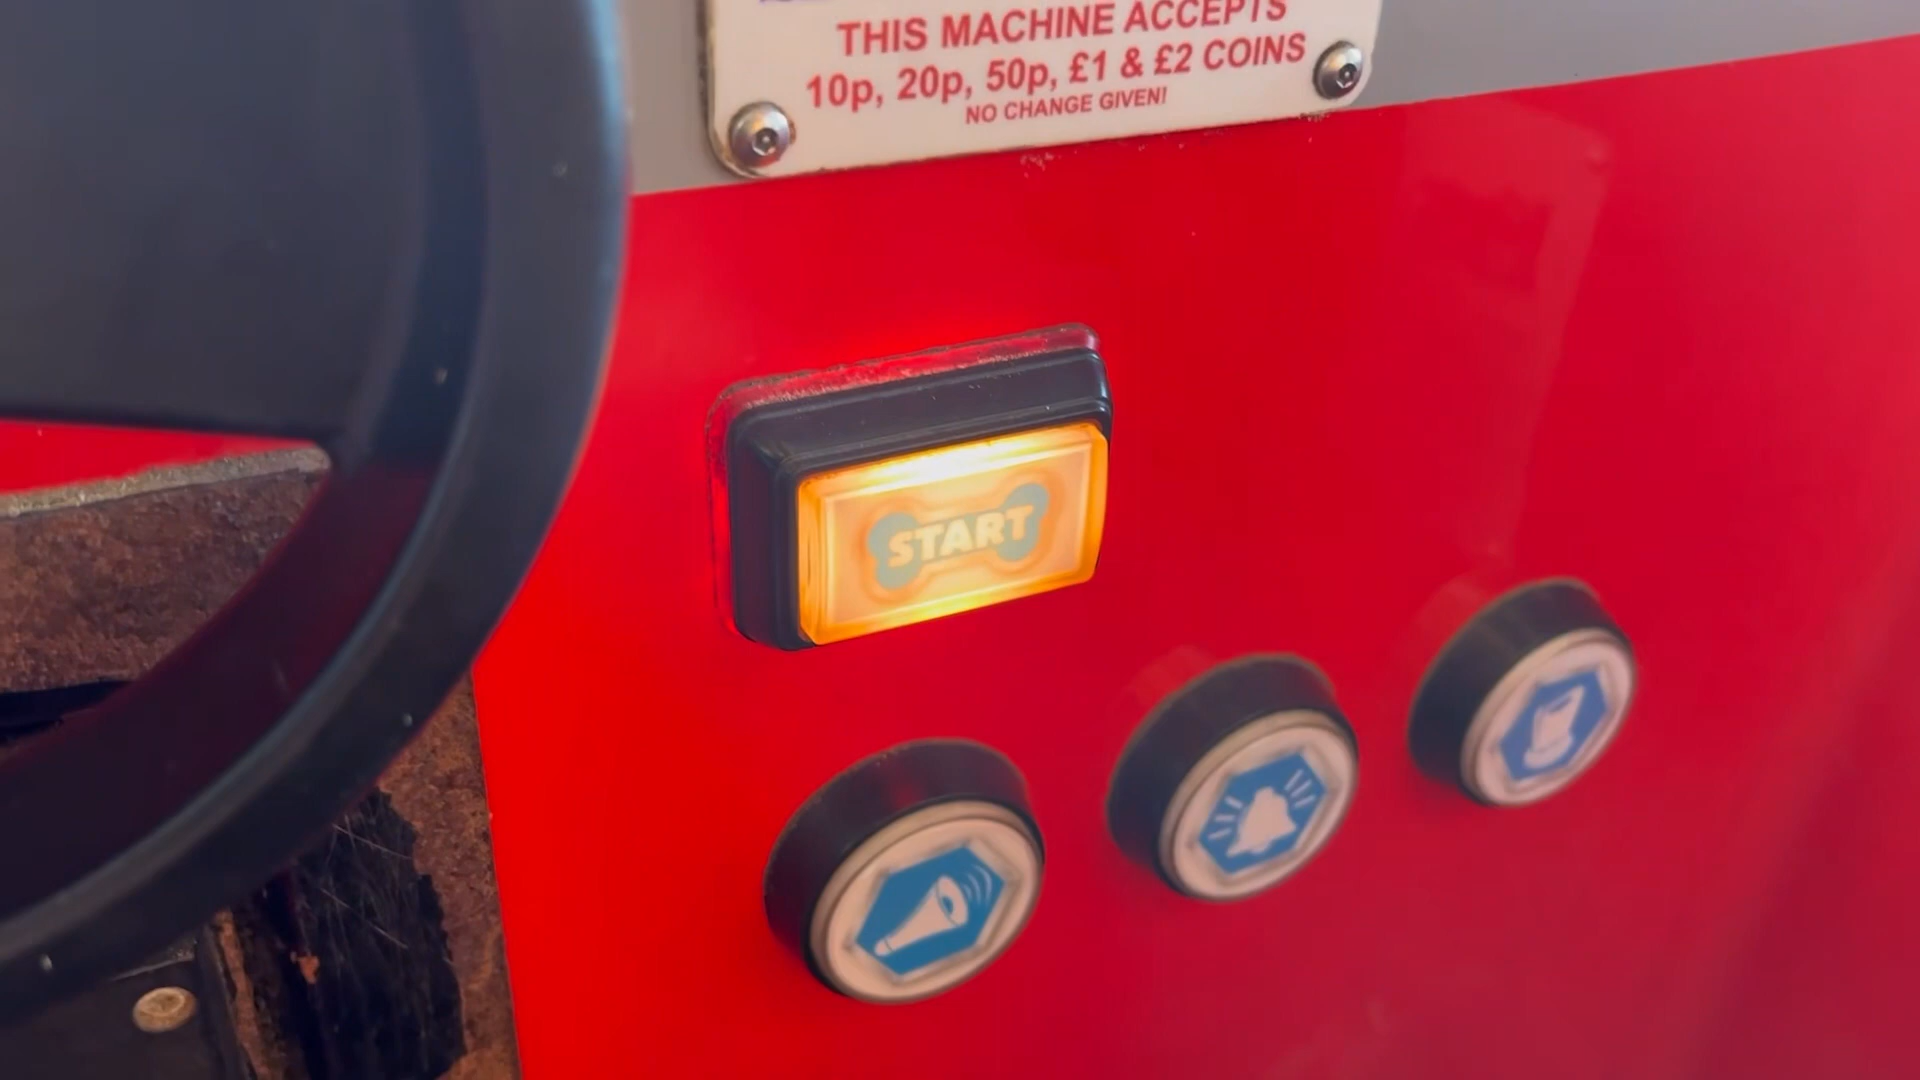 THIS MACHINE ACCEPTS
10p, 20p, 50p, £1 & £2 COINS
NO CHANGE GIVEN!
START